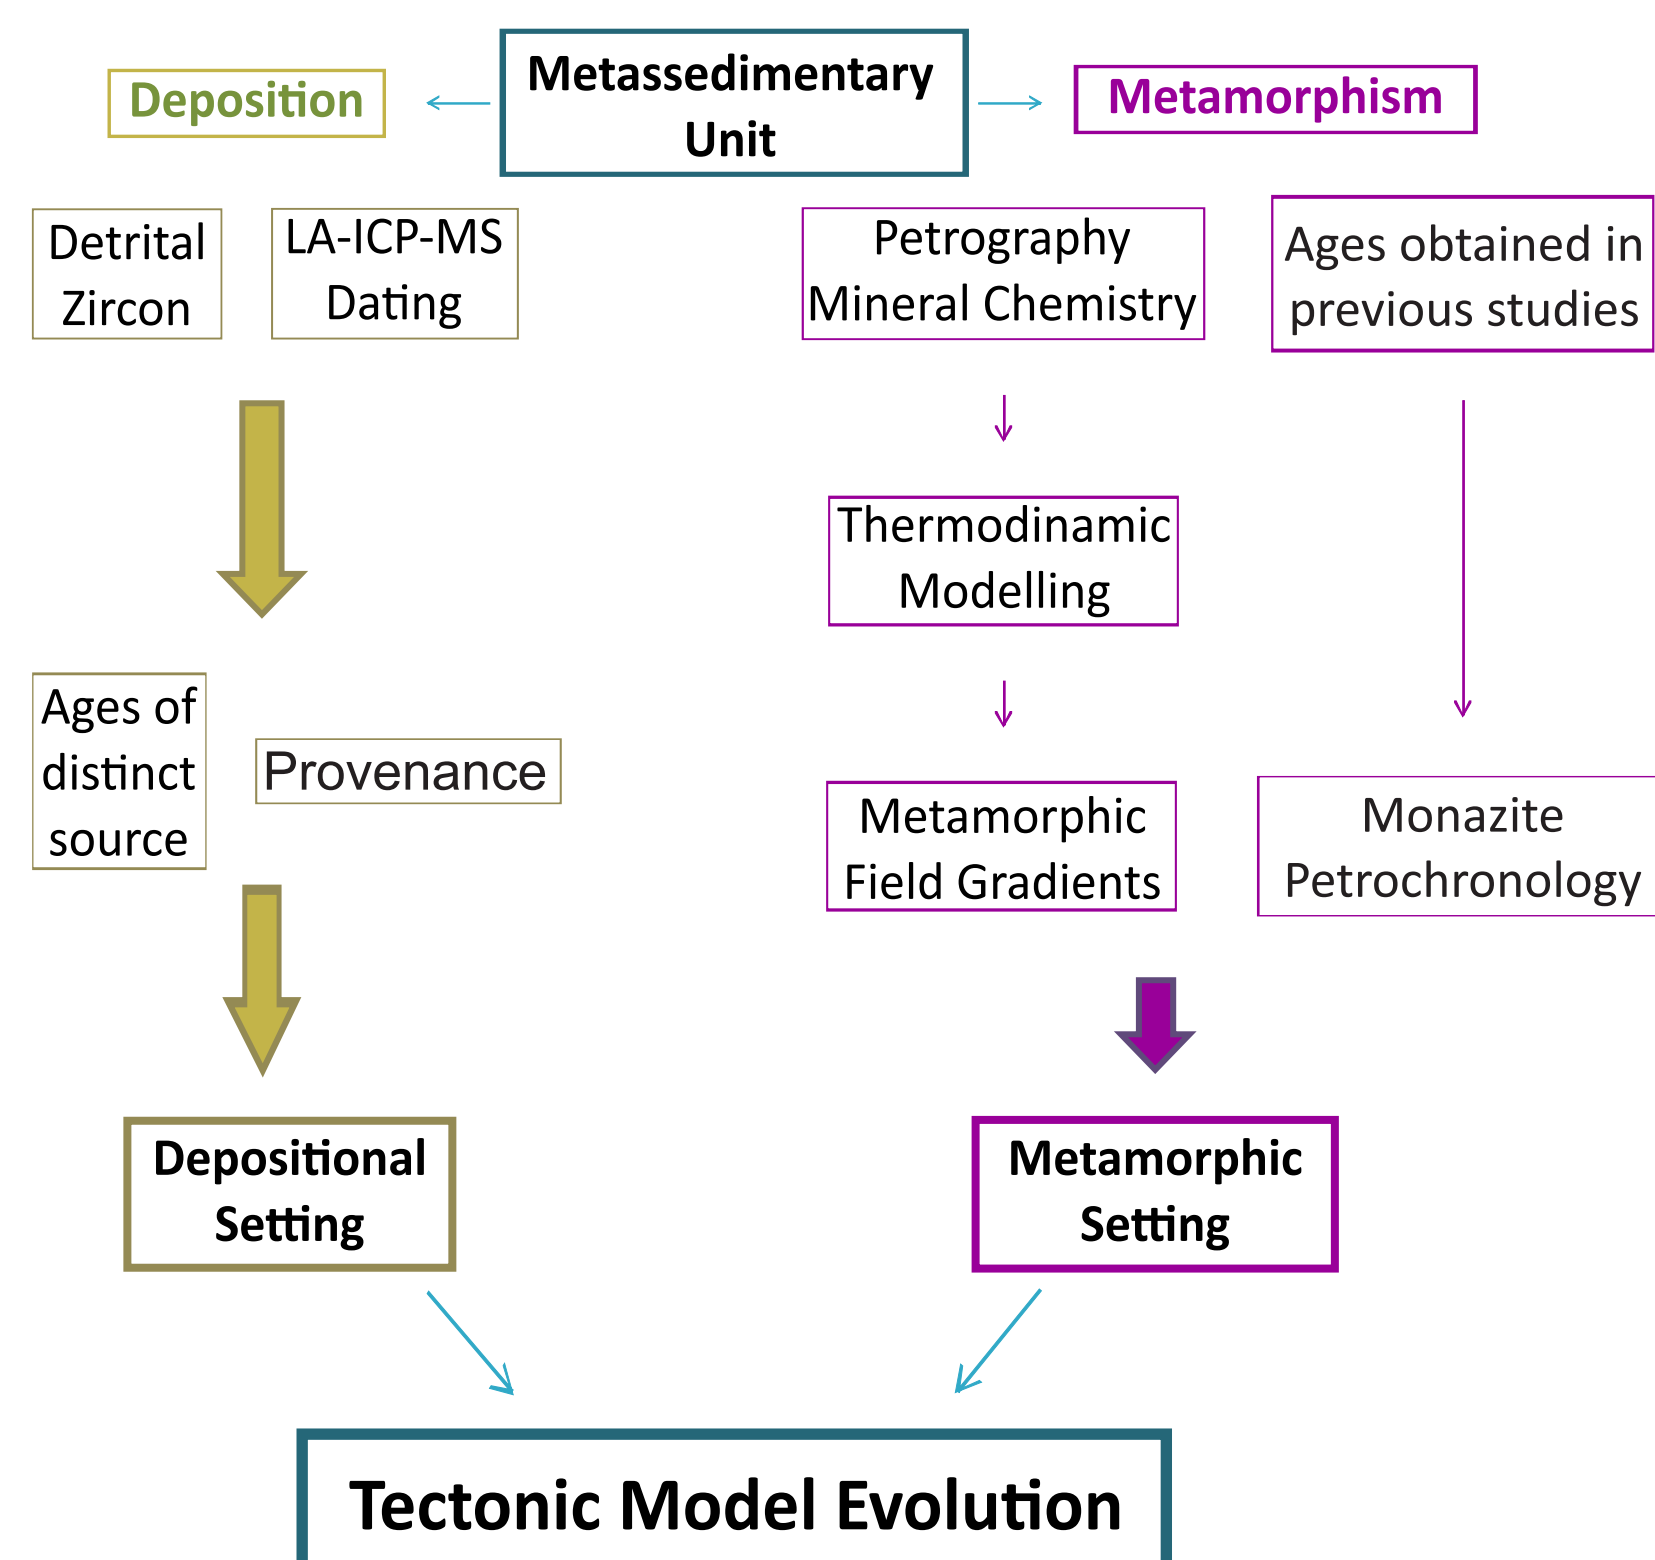 Metassedimentary
Unit
Deposition
Metamorphism
Detrital
Zircon
LA-ICP-MS
Dating
Petrography
Mineral Chemistry
Ages obtained in
previous studies
Thermodinamic
Modelling
Ages of
distinct
source
Provenance
Metamorphic
Field Gradients
Monazite
Petrochronology
Depositional
Setting
Metamorphic
Setting
Tectonic Model Evolution